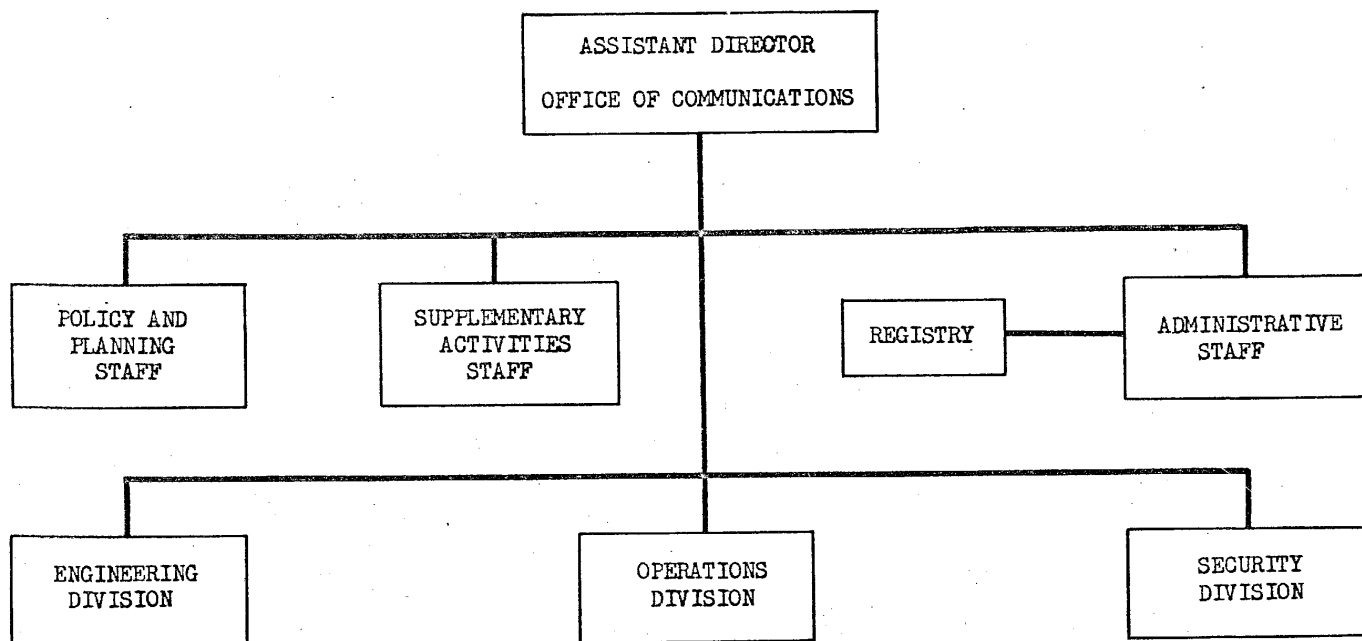 ASSISTANT DIRECTOR
OFFICE OF COMMUNICATIONS
POLICY AND
PLANNING
STAFF
SUPPLEMENTARY
ACTIVITIES
STAFF
REGISTRY
ADMINISTRATIVE
STAFF
ENGINEERING
DIVISION
OPERATIONS
DIVISION
SECURITY
DIVISION